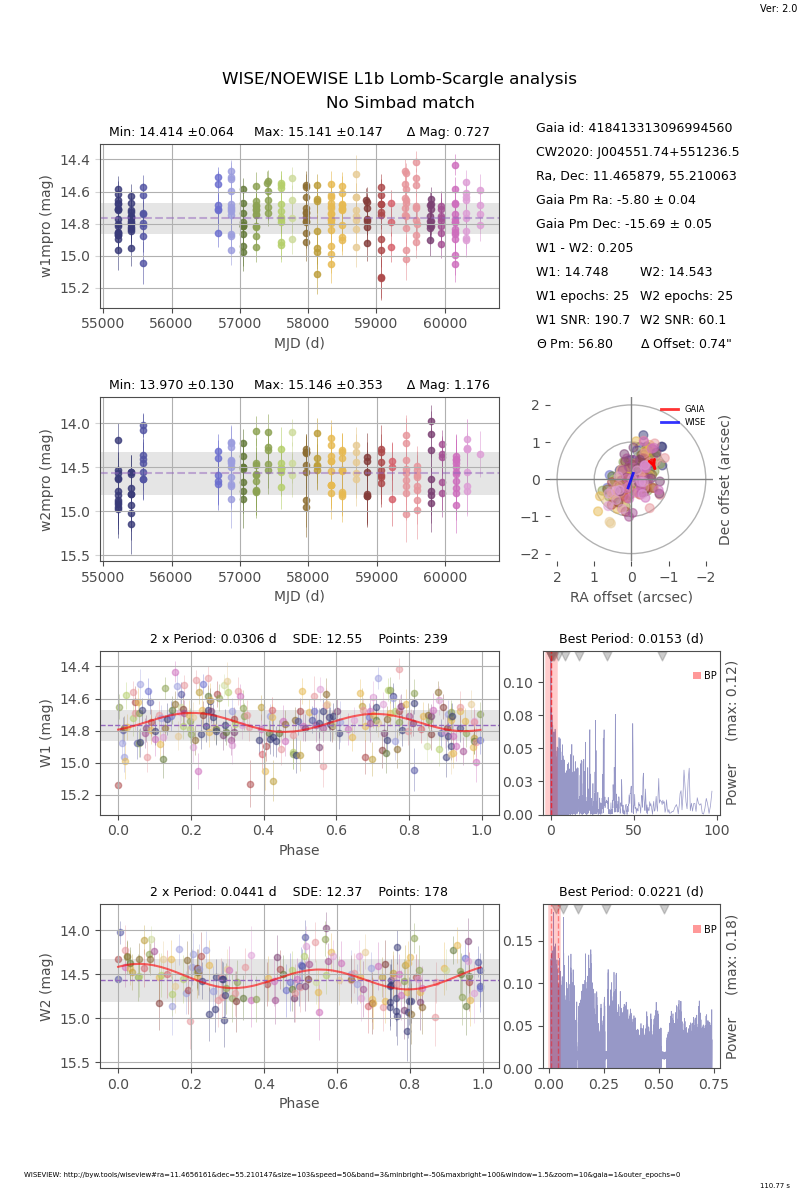 Ver: 2.0
WISE/NOEWISE L1b Lomb-Scargle analysis
No Simbad match
Min: 14.414 ±0.064 Max: 15.141 ±0.147 Δ Mag: 0.727
14.4
14.6
14.8
15.0
15.2
w1mpro (mag)
55000 56000 57000 58000 59000 60000
MJD (d)
Gaia id: 418413313096994560
CW2020: J004551.74+551236.5
Ra, Dec: 11.465879, 55.210063
Gaia Pm Ra: -5.80 ± 0.04
Gaia Pm Dec: -15.69 ± 0.05
W1 - W2: 0.205
W1: 14.748 W2: 14.543
W1 epochs: 25 W2 epochs: 25
W1 SNR: 190.7 W2 SNR: 60.1
Θ Pm: 56.80 Δ Offset: 0.74"
Min: 13.970 ±0.130 Max: 15.146 ±0.353 Δ Mag: 1.176
14.0
14.5
15.0
15.5
w2mpro (mag)
55000 56000 57000 58000 59000 60000
MJD (d)
GAIA
WISE
2
1
0
−1
−2
Dec offset (arcsec)
2 1 0 −1 −2
RA offset (arcsec)
2 x Period: 0.0306 d SDE: 12.55 Points: 239
14.4
14.6
14.8
15.0
15.2
W1 (mag)
0.0 0.2 0.4 0.6 0.8 1.0
Phase
Best Period: 0.0153 (d)
BP
0.10
0.08
0.05
0.03
0.00
Power (max: 0.12)
0 50 100
2 x Period: 0.0441 d SDE: 12.37 Points: 178
14.0
14.5
15.0
15.5
W2 (mag)
0.0 0.2 0.4 0.6 0.8 1.0
Phase
Best Period: 0.0221 (d)
BP
0.15
0.10
0.05
0.00
Power (max: 0.18)
0.00 0.25 0.50 0.75
WISEVIEW: http://byw.tools/wiseview#ra=11.4656161&dec=55.210147&size=103&speed=50&band=3&minbright=-50&maxbright=100&window=1.5&zoom=10&gaia=1&outer_epochs=0
110.77 s